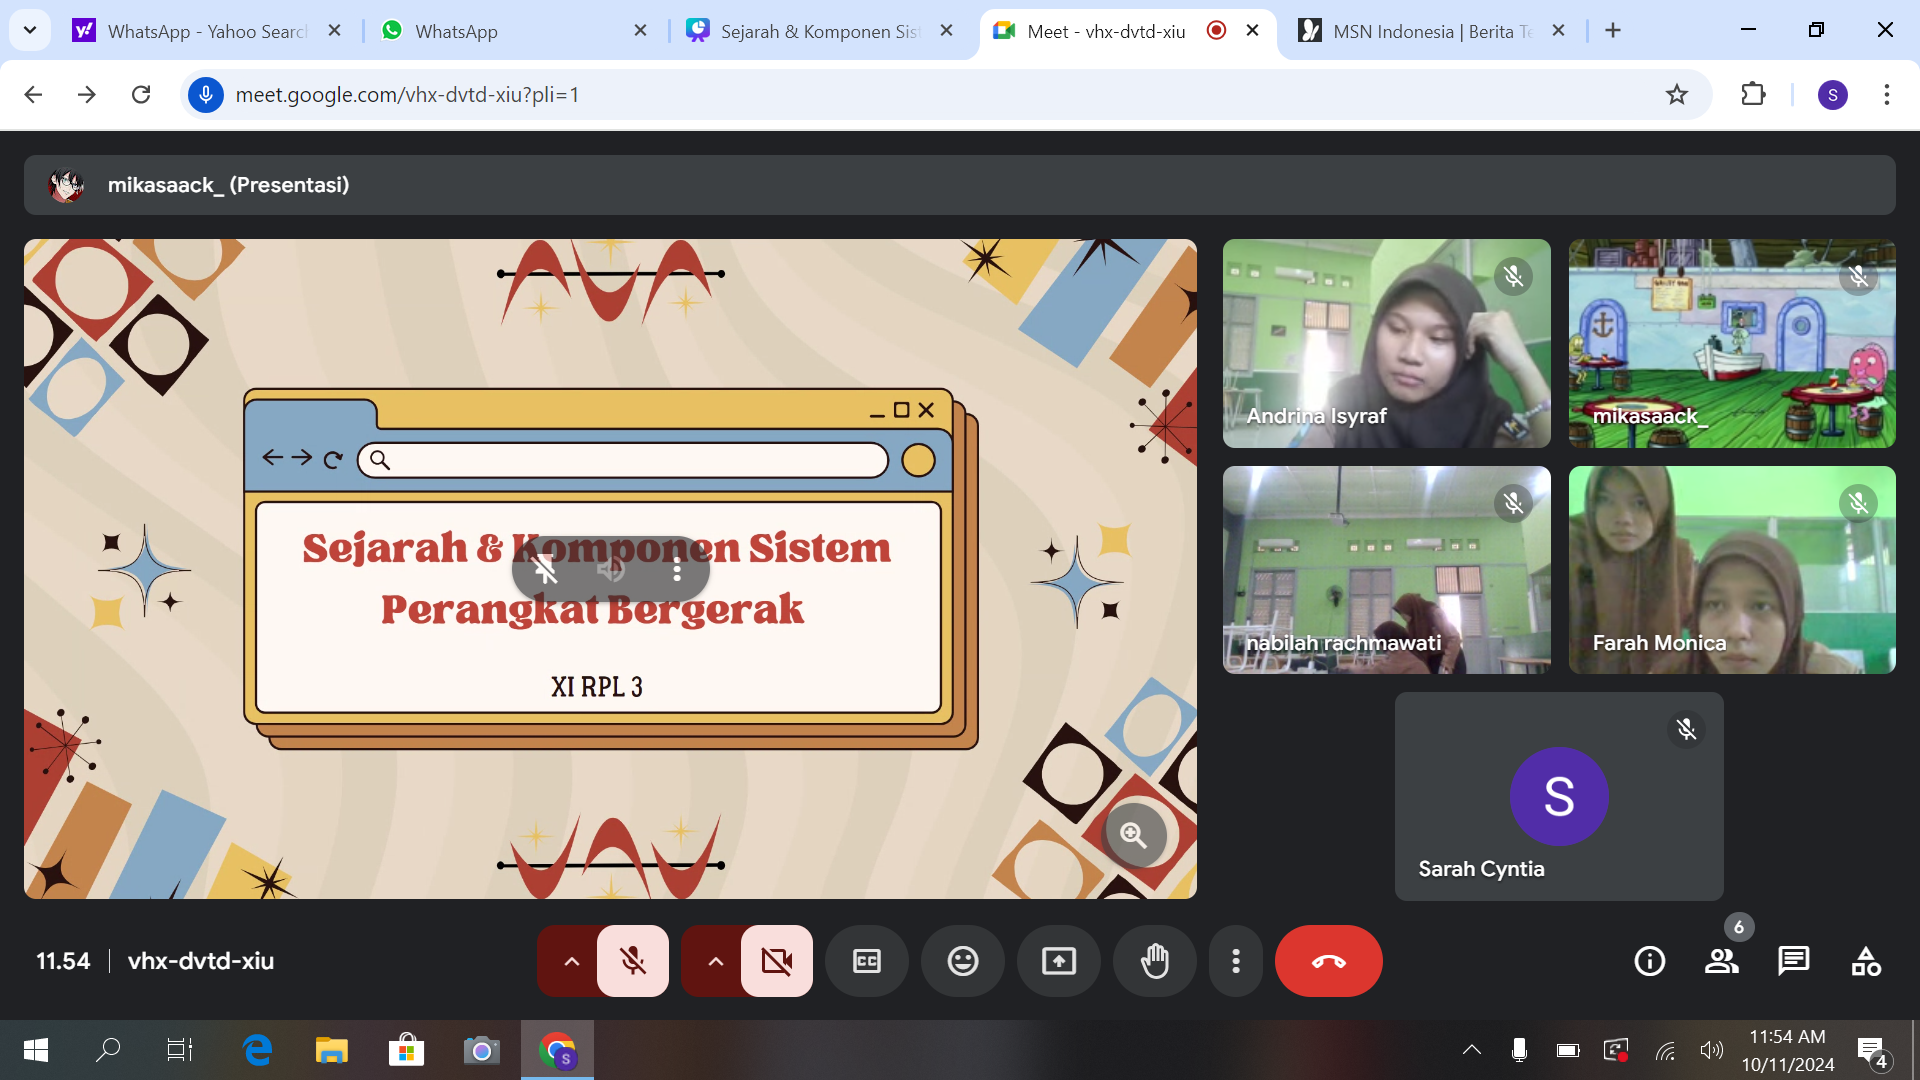 WhatsApp - Yahoo Searc
WhatsApp
Sejarah & Komponen Sis
Meet - vhx-dvtd-xiu
MSN Indonesia | Berita Te
meet.google.com/vhx-dvtd-xiu?pli=1
S
mikasaack_ (Presentasi)
Sejarah & Komponen Sistem
Perangkat Bergerak
XI RPL 3
Andrina Isyraf
mikasaack_
nabilah rachmawati
Farah Monica
S
Sarah Cyntia
11.54
vhx-dvtd-xiu
CC
6
S
11:54 AM
10/11/2024
4